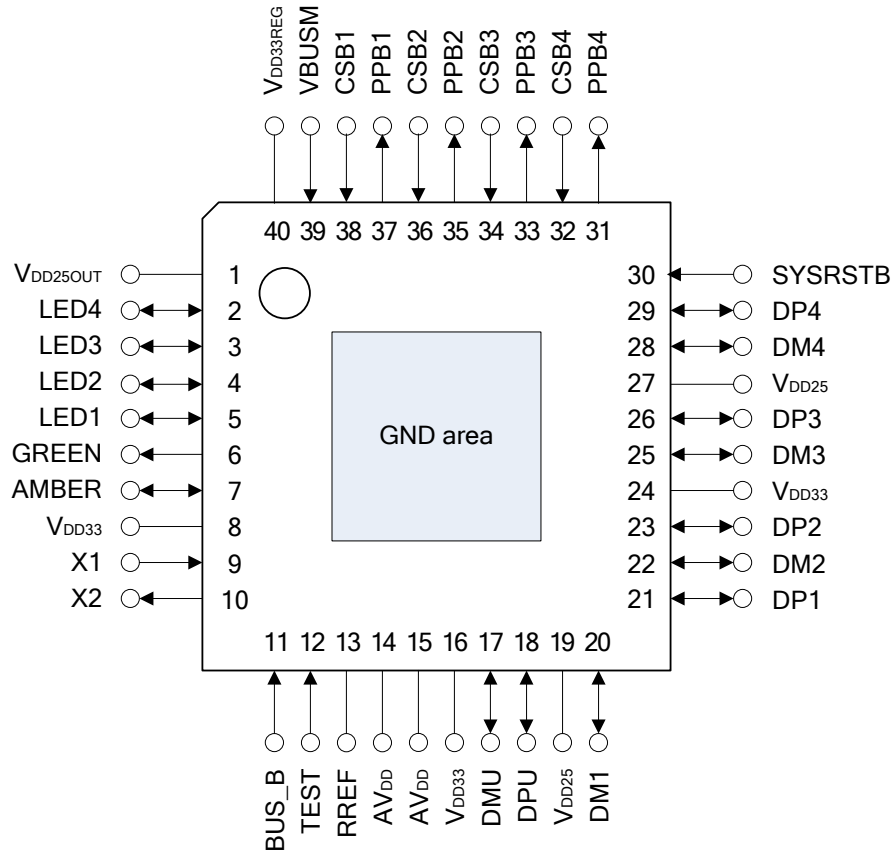 VDD33REG
VBUSM
CSB1
PPB1
CSB2
PPB2
CSB3
PPB3
CSB4
PPB4
40 39 38 37 36 35 34 33 32 31
VDD25OUT 1
LED4 2
LED3 3
LED2 4
LED1 5
GREEN 6
AMBER 7
VDD33 8
X1 9
X2 10
GND area
30 SYSRSTB
29 DP4
28 DM4
27 VDD25
26 DP3
25 DM3
24 VDD33
23 DP2
22 DM2
21 DP1
11 12 13 14 15 16 17 18 19 20
BUS_B
TEST
RREF
AVDD
AVDD
VDD33
DMU
DPU
VDD25
DM1